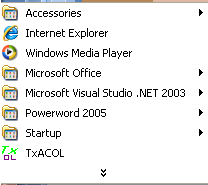 Accessories
Internet Explorer
Windows Media Player
Microsoft Office
Microsoft Visual Studio .NET 2003
Powerword 2005
Startup
TxACOL